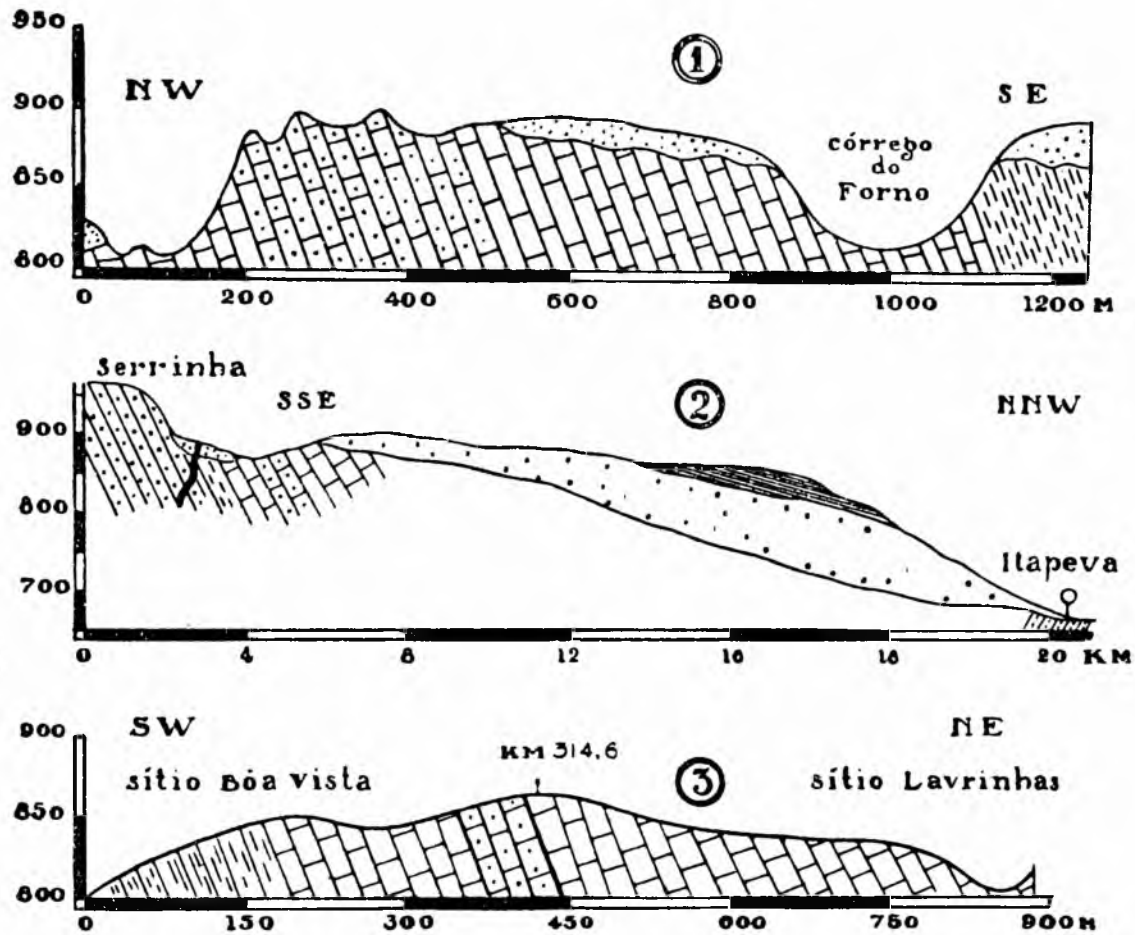 950
1
NW
SE
900
córrego
do
Forno
850
800
0 200 400 600 800 1000 1200 M
Serrinha
SSE
2
NNW
900
800
Itapeva
700
0 4 8 12 16 18 20 KM
900
SW
NE
KM 314,6
3
sítio Bôa Vista
sítio Lavrinhas
850
800
0 150 300 450 600 750 900 M